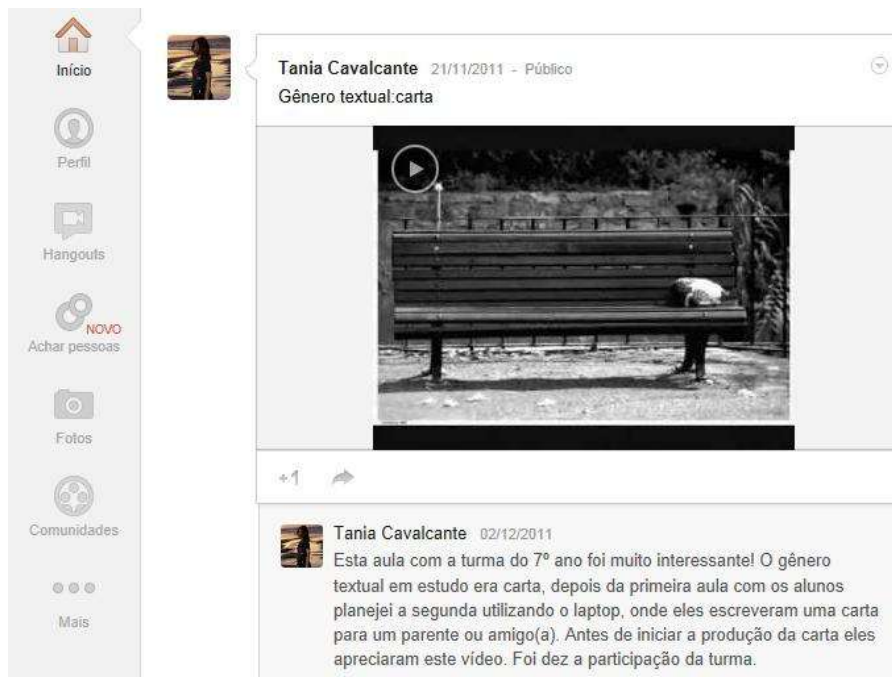 Início
Perfil
Hangouts
NOVO
Achar pessoas
Fotos
Comunidades
Mais
Tania Cavalcante 21/11/2011 - Público
Gênero textual:carta
+1
Tania Cavalcante 02/12/2011
Esta aula com a turma do 7º ano foi muito interessante! O gênero
textual em estudo era carta, depois da primeira aula com os alunos
planejei a segunda utilizando o laptop, onde eles escreveram uma carta
para um parente ou amigo(a). Antes de iniciar a produção da carta eles
apreciaram este vídeo. Foi dez a participação da turma.